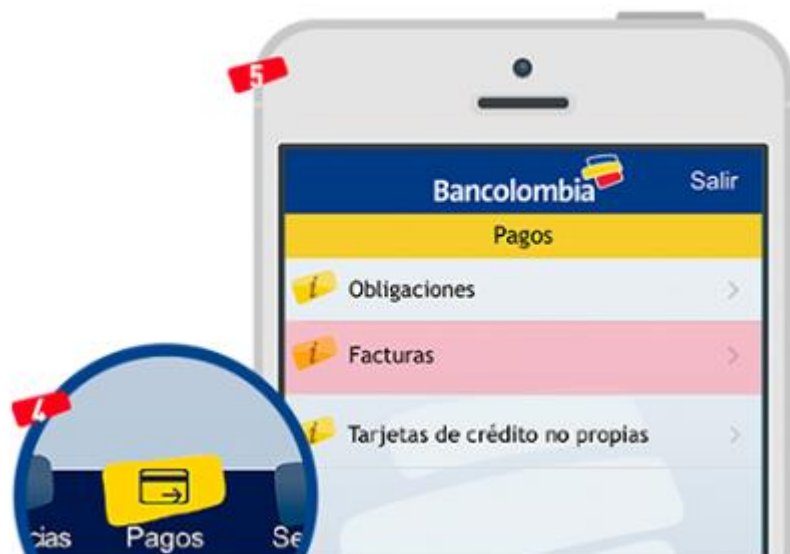 5
Bancolombia
Salir
Pagos
Obligaciones
Facturas
Tarjetas de crédito no propias
4
Pagos